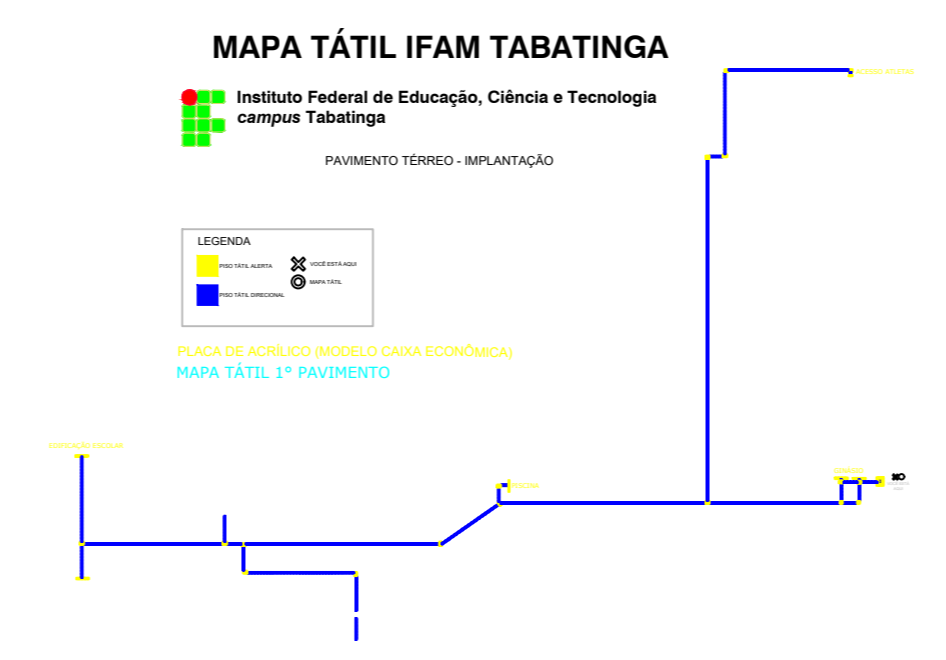 MAPA TÁTIL IFAM TABATINGA
Instituto Federal de Educação, Ciência e Tecnologia
campus Tabatinga
PAVIMENTO TÉRREO - IMPLANTAÇÃO
ACESSO ATLETAS
LEGENDA
PISO TÁTIL ALERTA
VOCÊ ESTÁ AQUI
MAPA TÁTIL
PISO TÁTIL DIRECIONAL
PLACA DE ACRÍLICO (MODELO CAIXA ECONÔMICA)
MAPA TÁTIL 1º PAVIMENTO
EDIFICAÇÃO ESCOLAR
PISCINA
GINÁSIO